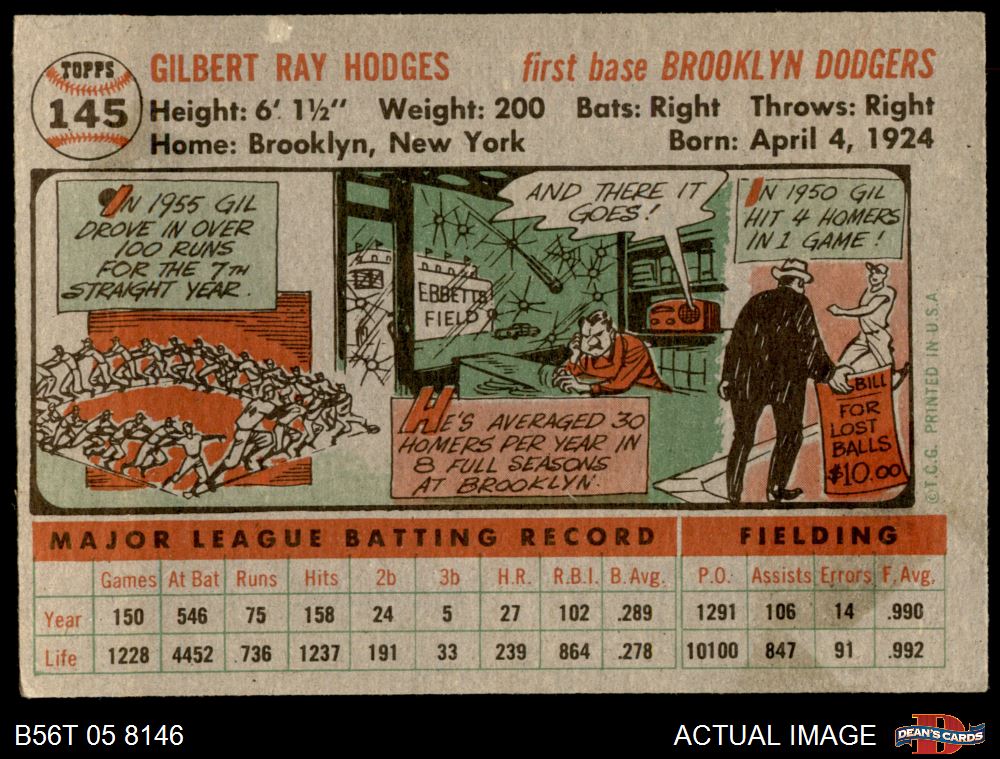 TOPPS
145
GILBERT RAY HODGES first base BROOKLYN DODGERS
Height: 6' 1½" Weight: 200 Bats: Right Throws: Right
Home: Brooklyn, New York Born: April 4, 1924
IN 1955 GIL
DROVE IN OVER
100 RUNS
FOR THE 7TH
STRAIGHT YEAR.
AND THERE IT
GOES!
EBBETTS
FIELD
HE'S AVERAGED 30
HOMERS PER YEAR IN
8 FULL SEASONS
AT BROOKLYN.
IN 1950 GIL
HIT 4 HOMERS
IN 1 GAME!
BILL
FOR
LOST
BALLS
$10.00
©T.C.G. PRINTED IN U.S.A.
MAJOR LEAGUE BATTING RECORD FIELDING
Games At Bat Runs Hits 2b 3b H.R. R.B.I. B.Avg. P.O. Assists Errors F.Avg.
Year 150 546 75 158 24 5 27 102 .289 1291 106 14 .990
Life 1228 4452 .736 1237 191 33 239 864 .278 10100 847 91 .992
B56T 05 8146 ACTUAL IMAGE
D
DEAN'S CARDS